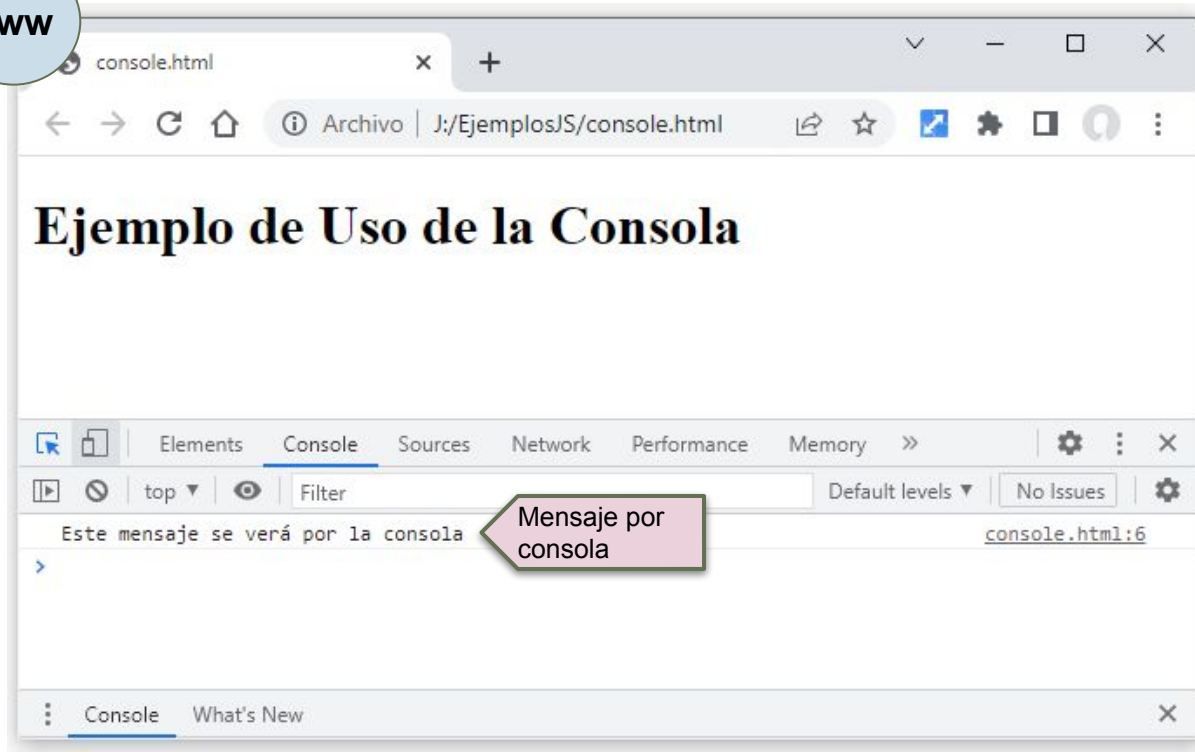 ww
console.html
Archivo | J:/EjemplosJS/console.html
Ejemplo de Uso de la Consola
Elements Console Sources Network Performance Memory »
top ▼ Filter Default levels ▼ No Issues
Este mensaje se verá por la consola
Mensaje por
consola
console.html:6
>
Console What's New